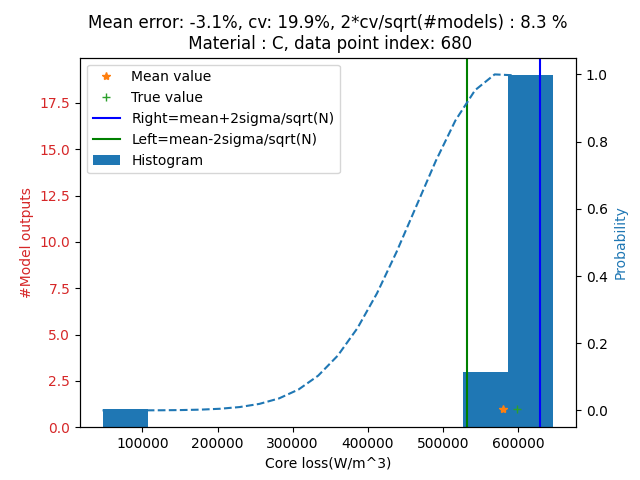 Mean error: -3.1%, cv: 19.9%, 2*cv/sqrt(#models) : 8.3 %
Material : C, data point index: 680
Mean value
True value
Right=mean+2sigma/sqrt(N)
Left=mean-2sigma/sqrt(N)
Histogram
#Model outputs
17.5
15.0
12.5
10.0
7.5
5.0
2.5
0.0
1.0
0.8
0.6
0.4
0.2
0.0
Probability
100000 200000 300000 400000 500000 600000
Core loss(W/m^3)